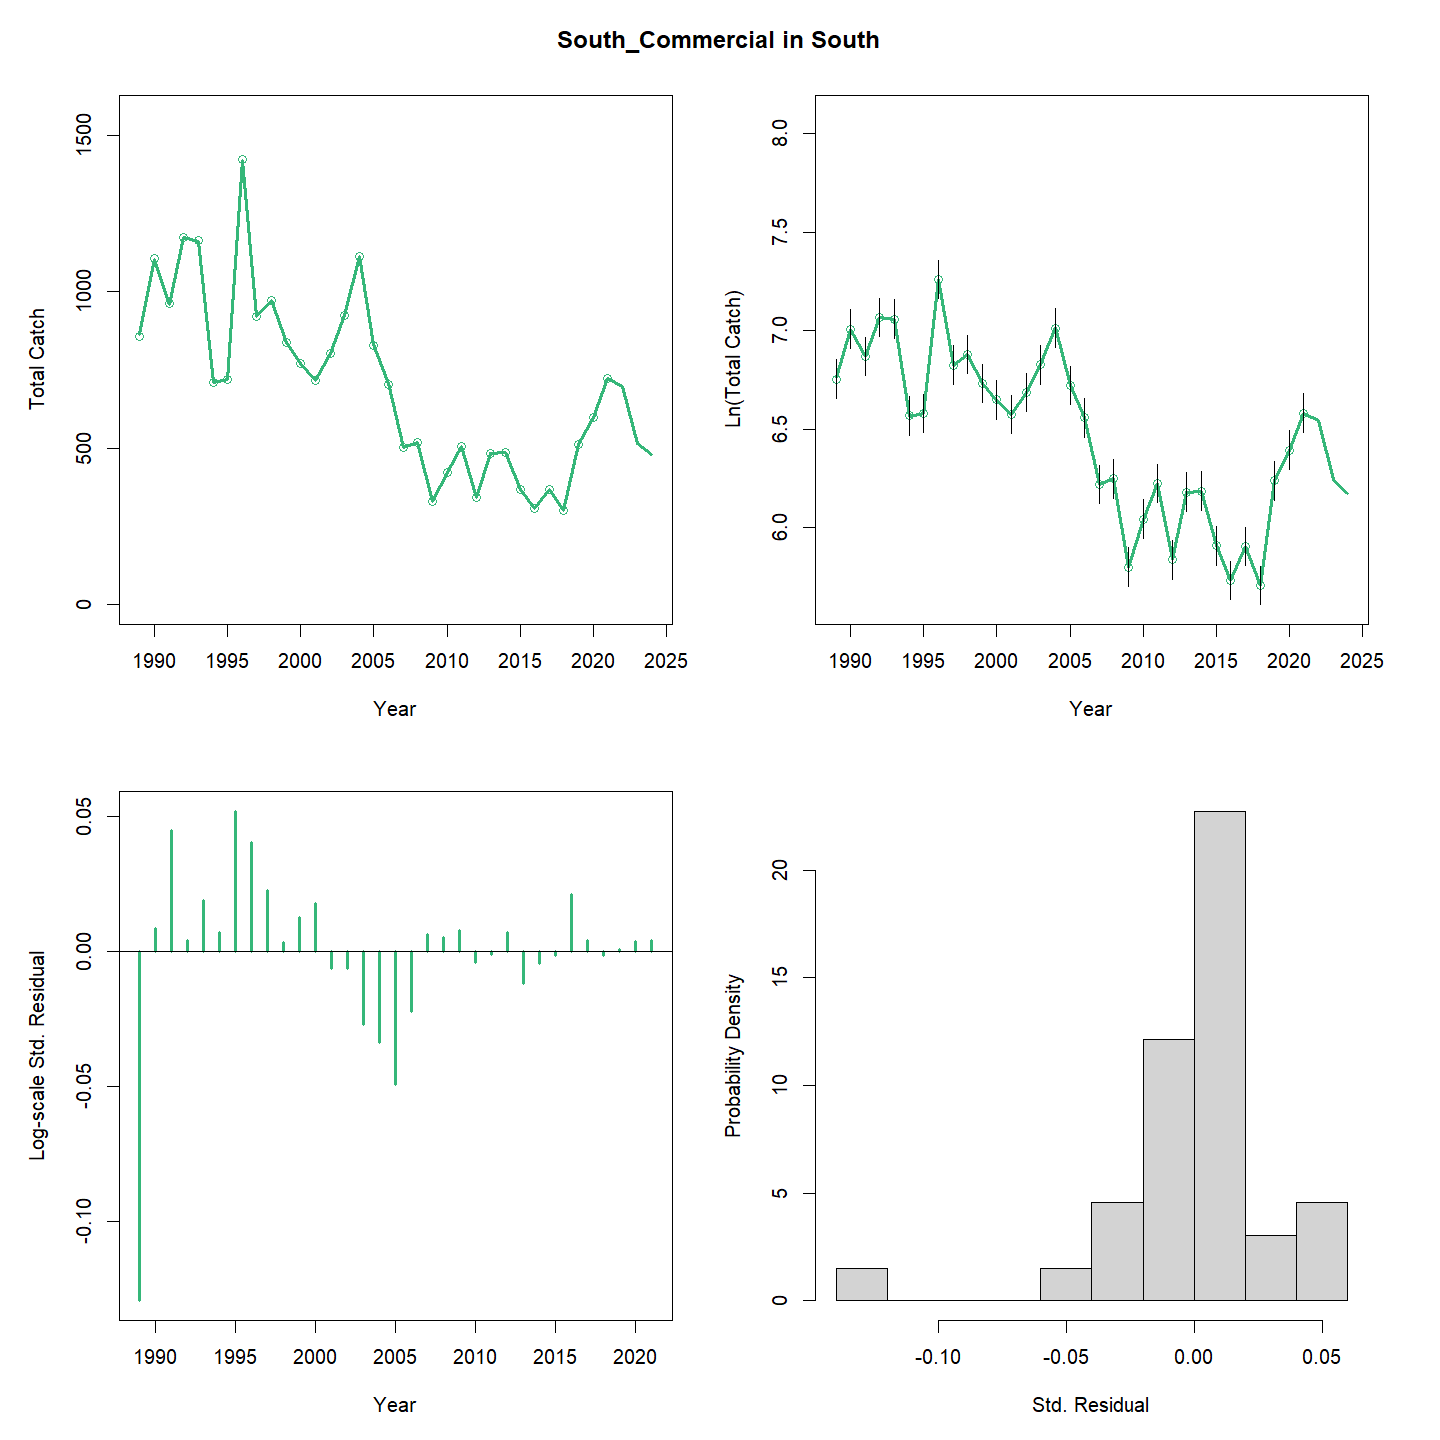 South_Commercial in South
Total Catch
1500
1000
500
0
1990 1995 2000 2005 2010 2015 2020 2025
Year
Ln(Total Catch)
8.0
7.5
7.0
6.5
6.0
1990 1995 2000 2005 2010 2015 2020 2025
Year
Log-scale Std. Residual
0.05
0.00
-0.05
-0.10
1990 1995 2000 2005 2010 2015 2020
Year
Probability Density
20
15
10
5
0
-0.10 -0.05 0.00 0.05
Std. Residual